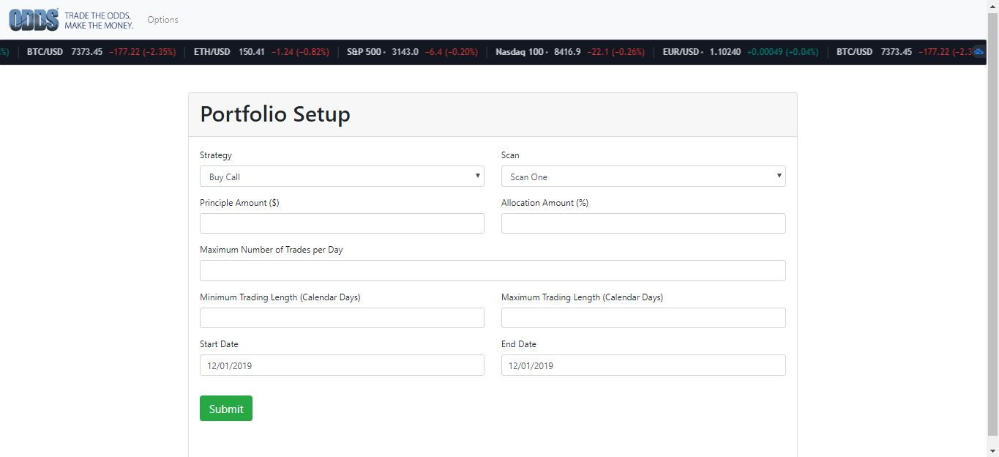 ODDS TRADE THE ODDS. Options
MAKE THE MONEY.
%) BTC/USD 7373.45 −177.22 (−2.35%) ETH/USD 150.41 −1.24 (−0.82%) S&P 500 3143.0 −6.4 (−0.20%) Nasdaq 100 8416.9 −22.1 (−0.26%) EUR/USD 1.10240 +0.00049 (+0.04%) BTC/USD 7373.45 −177.22 (−2.3
Portfolio Setup
Strategy Scan
Buy Call Scan One
Principle Amount ($) Allocation Amount (%)
Maximum Number of Trades per Day
Minimum Trading Length (Calendar Days) Maximum Trading Length (Calendar Days)
Start Date End Date
12/01/2019 12/01/2019
Submit